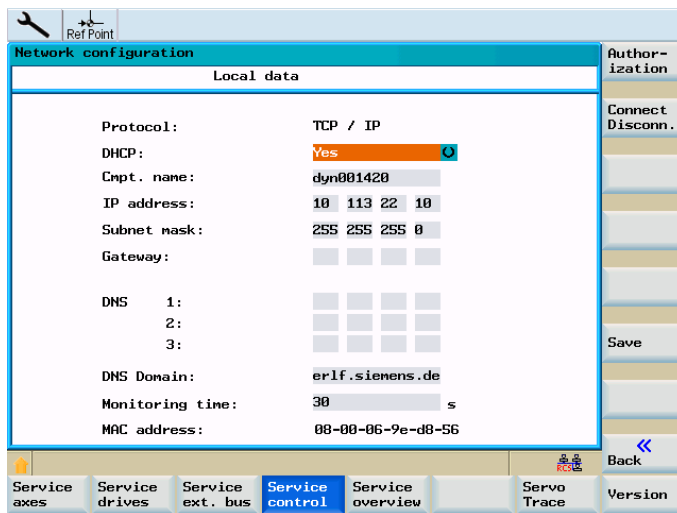 Ref Point
Network configuration
Local data
Protocol: TCP / IP
DHCP: Yes
Cmpt. name: dyn001420
IP address: 10 113 22 10
Subnet mask: 255 255 255 0
Gateway:
DNS 1:
2:
3:
DNS Domain: erlf.siemens.de
Monitoring time: 30 s
MAC address: 08-00-06-9e-d8-56
Author-
ization
Connect
Disconn.
Save
Back
RCS
Service
axes
Service
drives
Service
ext. bus
Service
control
Service
overview
Servo
Trace
Version